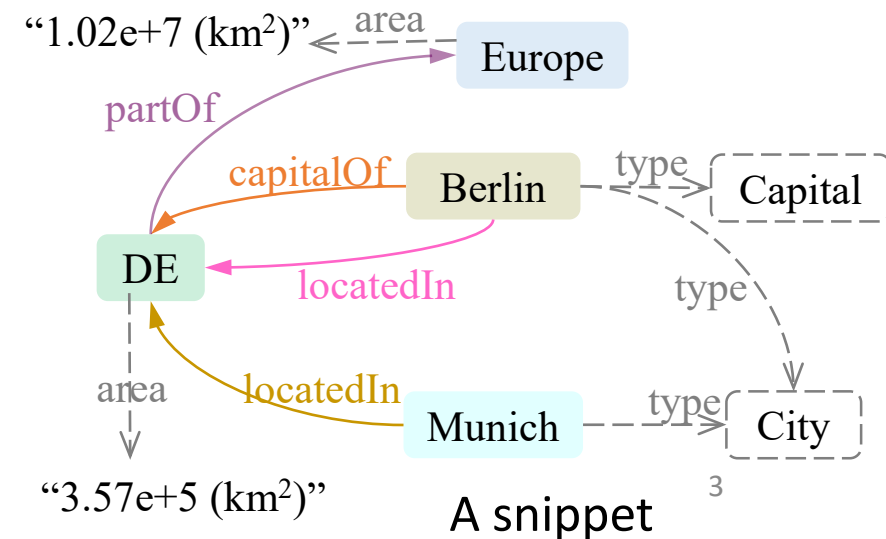 “1.02e+7 (km²)”
area
Europe
partOf
capitalOf
Berlin
type
Capital
DE
locatedIn
type
area
locatedIn
Munich
type
City
“3.57e+5 (km²)”
3
A snippet